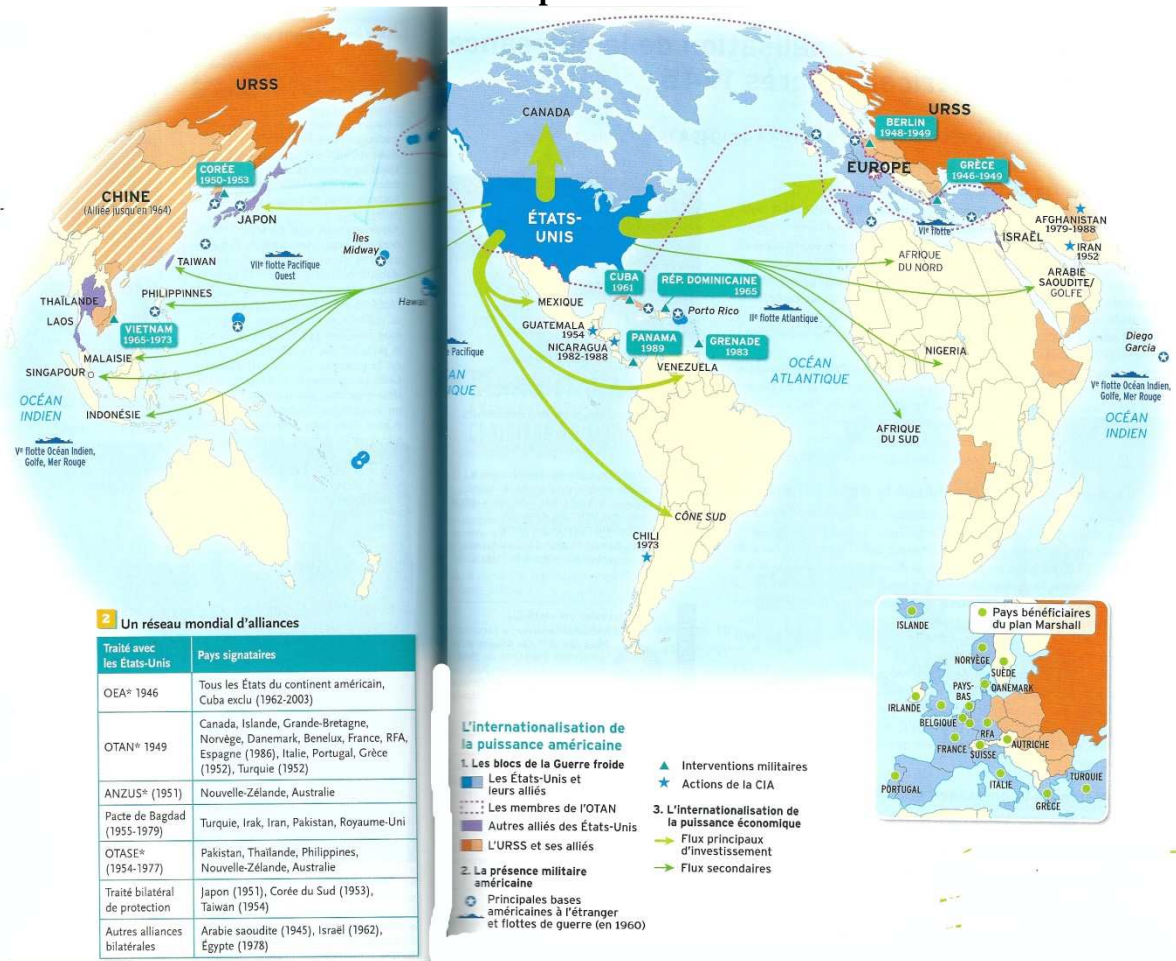 URSS
CHINE
(Alliée jusqu'en 1964)
CORÉE
1950-1953
JAPON
TAIWAN
VIIe flotte Pacifique
Ouest
Îles
Midway
THAÏLANDE
PHILIPPINNES
LAOS
VIETNAM
1965-1973
MALAISIE
SINGAPOUR
INDONÉSIE
OCÉAN
INDIEN
Ve flotte Océan Indien,
Golfe, Mer Rouge
CANADA
ÉTATS-
UNIS
MEXIQUE
CUBA
1961
RÉP. DOMINICAINE
1965
Porto Rico
GUATEMALA
1954
NICARAGUA
1982-1988
PANAMA
1989
GRENADE
1983
VENEZUELA
IIe flotte Atlantique
OCÉAN
ATLANTIQUE
Pacifique
CÔNE SUD
CHILI
1973
URSS
BERLIN
1948-1949
EUROPE
GRÈCE
1946-1949
VIe flotte
ISRAËL
AFGHANISTAN
1979-1988
IRAN
1952
AFRIQUE
DU NORD
ARABIE
SAOUDITE/
GOLFE
NIGERIA
AFRIQUE
DU SUD
Diego
Garcia
Ve flotte Océan Indien,
Golfe, Mer Rouge
OCÉAN
INDIEN
2 Un réseau mondial d'alliances
Traité avec
les États-Unis
Pays signataires
OEA* 1946
Tous les États du continent américain,
Cuba exclu (1962-2003)
OTAN* 1949
Canada, Islande, Grande-Bretagne,
Norvège, Danemark, Benelux, France, RFA,
Espagne (1986), Italie, Portugal, Grèce
(1952), Turquie (1952)
ANZUS* (1951)
Nouvelle-Zélande, Australie
Pacte de Bagdad
(1955-1979)
Turquie, Irak, Iran, Pakistan, Royaume-Uni
OTASE*
(1954-1977)
Pakistan, Thaïlande, Philippines,
Nouvelle-Zélande, Australie
Traité bilatéral
de protection
Japon (1951), Corée du Sud (1953),
Taiwan (1954)
Autres alliances
bilatérales
Arabie saoudite (1945), Israël (1962),
Égypte (1978)
L'internationalisation de
la puissance américaine
1. Les blocs de la Guerre froide
Les États-Unis et
leurs alliés
Les membres de l'OTAN
Autres alliés des États-Unis
L'URSS et ses alliés
2. La présence militaire
américaine
Principales bases
américaines à l'étranger
et flottes de guerre (en 1960)
Interventions militaires
Actions de la CIA
3. L'internationalisation de
la puissance économique
Flux principaux
d'investissement
Flux secondaires
Pays bénéficiaires
du plan Marshall
ISLANDE
NORVÈGE
SUÈDE
PAYS-
BAS
DANEMARK
IRLANDE
BELGIQUE
RFA
FRANCE
SUISSE
AUTRICHE
PORTUGAL
ITALIE
TURQUIE
GRÈCE